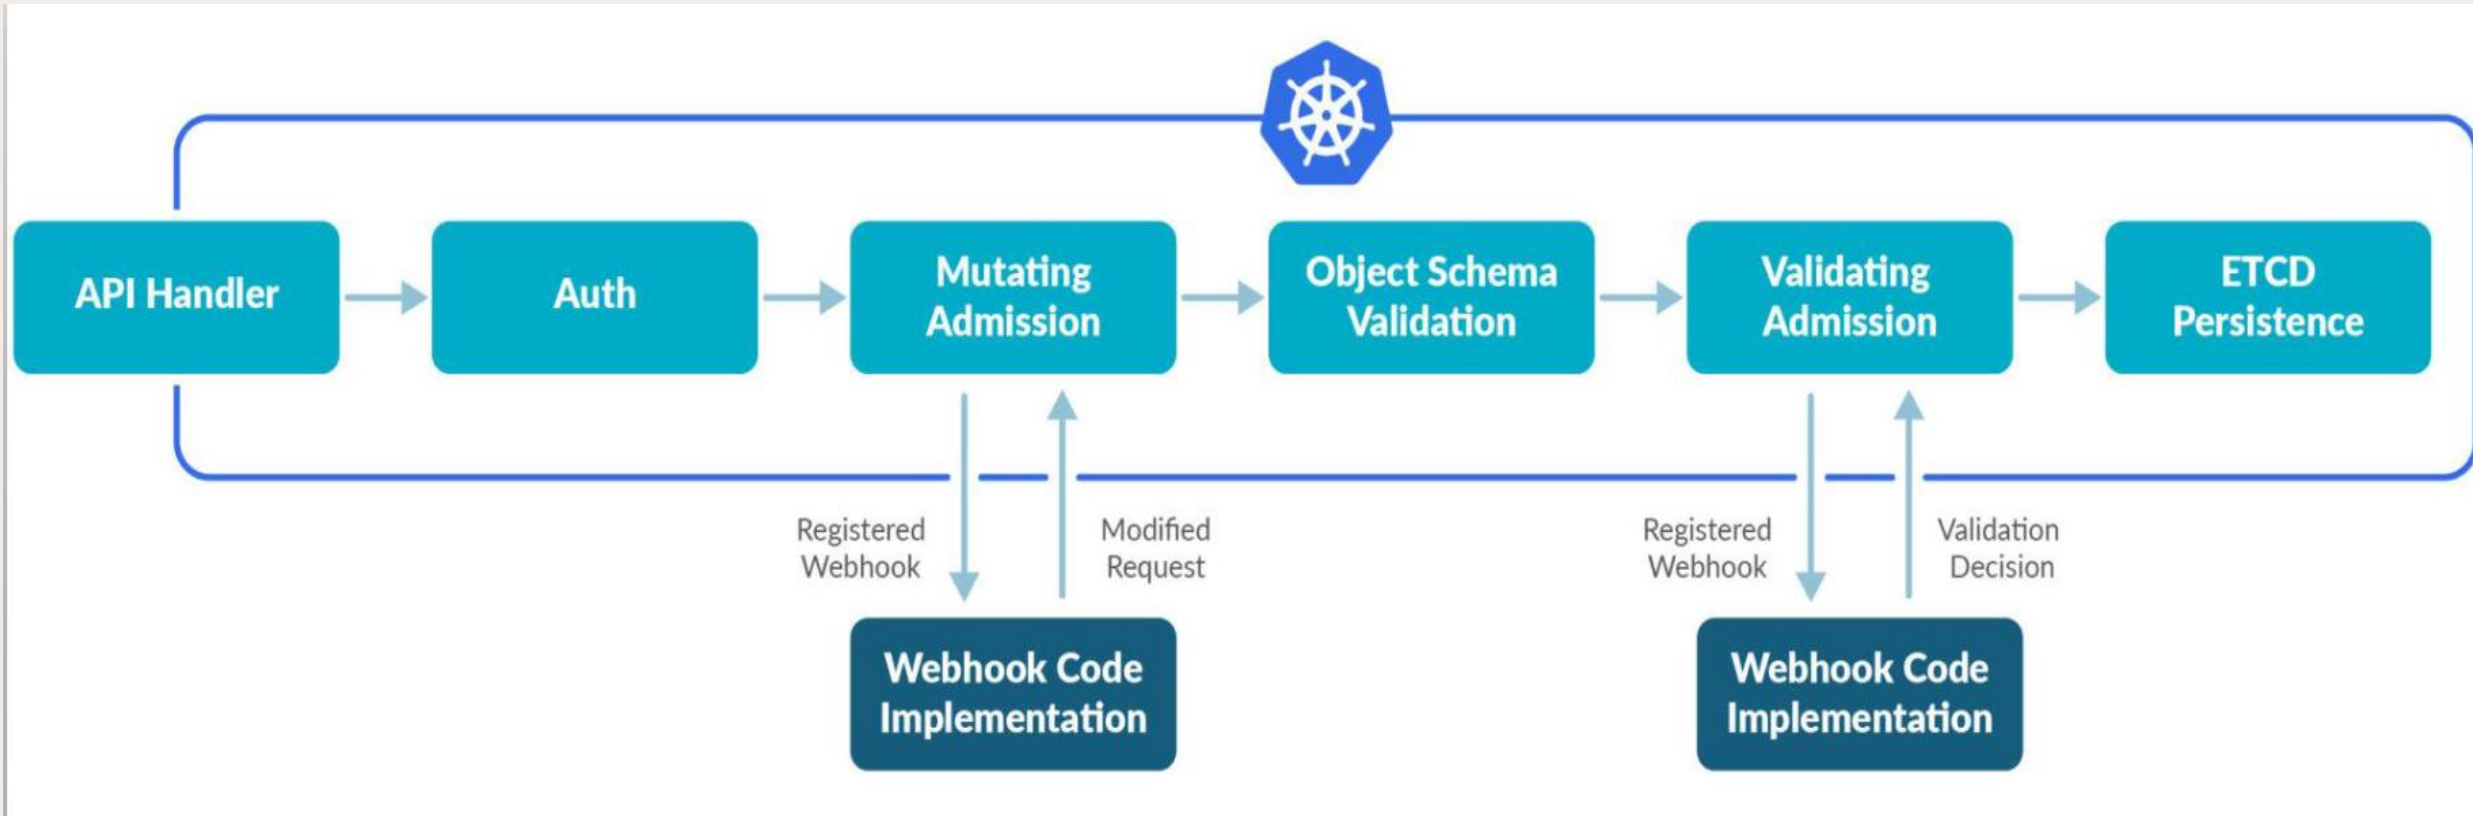 API Handler
Auth
Mutating
Admission
Object Schema
Validation
Validating
Admission
ETCD
Persistence
Registered
Webhook
Modified
Request
Registered
Webhook
Validation
Decision
Webhook Code
Implementation
Webhook Code
Implementation